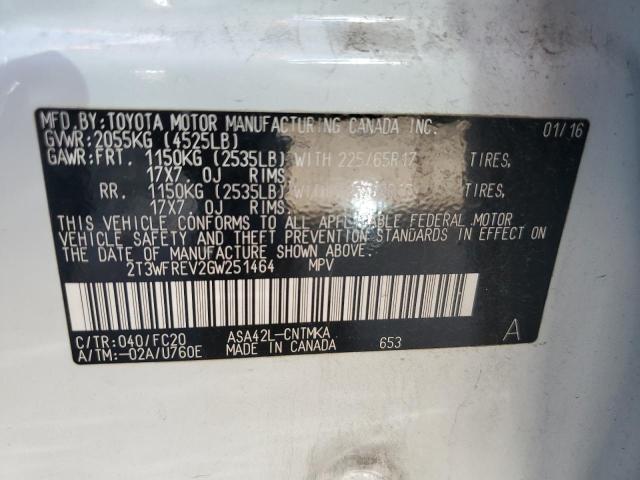 MFD.BY:TOYOTA MOTOR MANUFACTURING CANADA INC. 01/16
GVWR:2055KG (4525LB)
GAWR:FRT. 1150KG (2535LB) WITH 225/65R17 TIRES,
17X7.0J RIMS
RR. 1150KG (2535LB) WITH TIRES,
17X7.0J RIMS
THIS VEHICLE CONFORMS TO ALL APPLICABLE FEDERAL MOTOR
VEHICLE SAFETY AND THEFT PREVENTION STANDARDS IN EFFECT ON
THE DATE OF MANUFACTURE SHOWN ABOVE.
2T3WFREV2GW251464 MPV
C/TR:040/FC20 ASA42L-CNTMKA 653 A
A/TM:-02A/U760E MADE IN CANADA